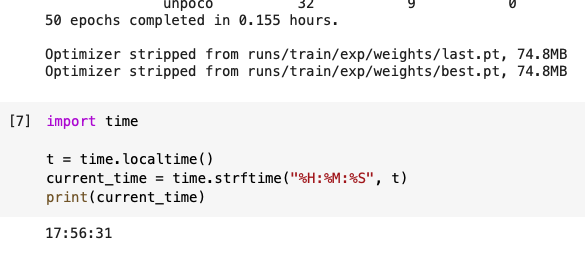 unpoco 32 9 0
50 epochs completed in 0.155 hours.
Optimizer stripped from runs/train/exp/weights/last.pt, 74.8MB
Optimizer stripped from runs/train/exp/weights/best.pt, 74.8MB
[7] import time
t = time.localtime()
current_time = time.strftime("%H:%M:%S", t)
print(current_time)
17:56:31